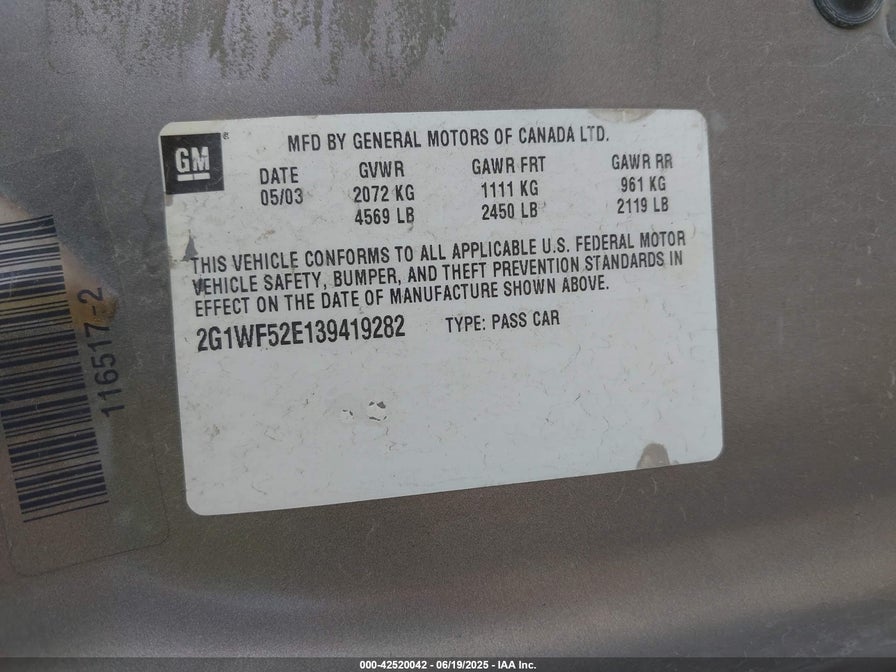 GM
MFD BY GENERAL MOTORS OF CANADA LTD.
DATE GVWR GAWR FRT GAWR RR
05/03 2072 KG 1111 KG 961 KG
4569 LB 2450 LB 2119 LB
THIS VEHICLE CONFORMS TO ALL APPLICABLE U.S. FEDERAL MOTOR
VEHICLE SAFETY, BUMPER, AND THEFT PREVENTION STANDARDS IN
EFFECT ON THE DATE OF MANUFACTURE SHOWN ABOVE.
2G1WF52E139419282 TYPE: PASS CAR
116517-2
000-42520042 - 06/19/2025 - IAA Inc.